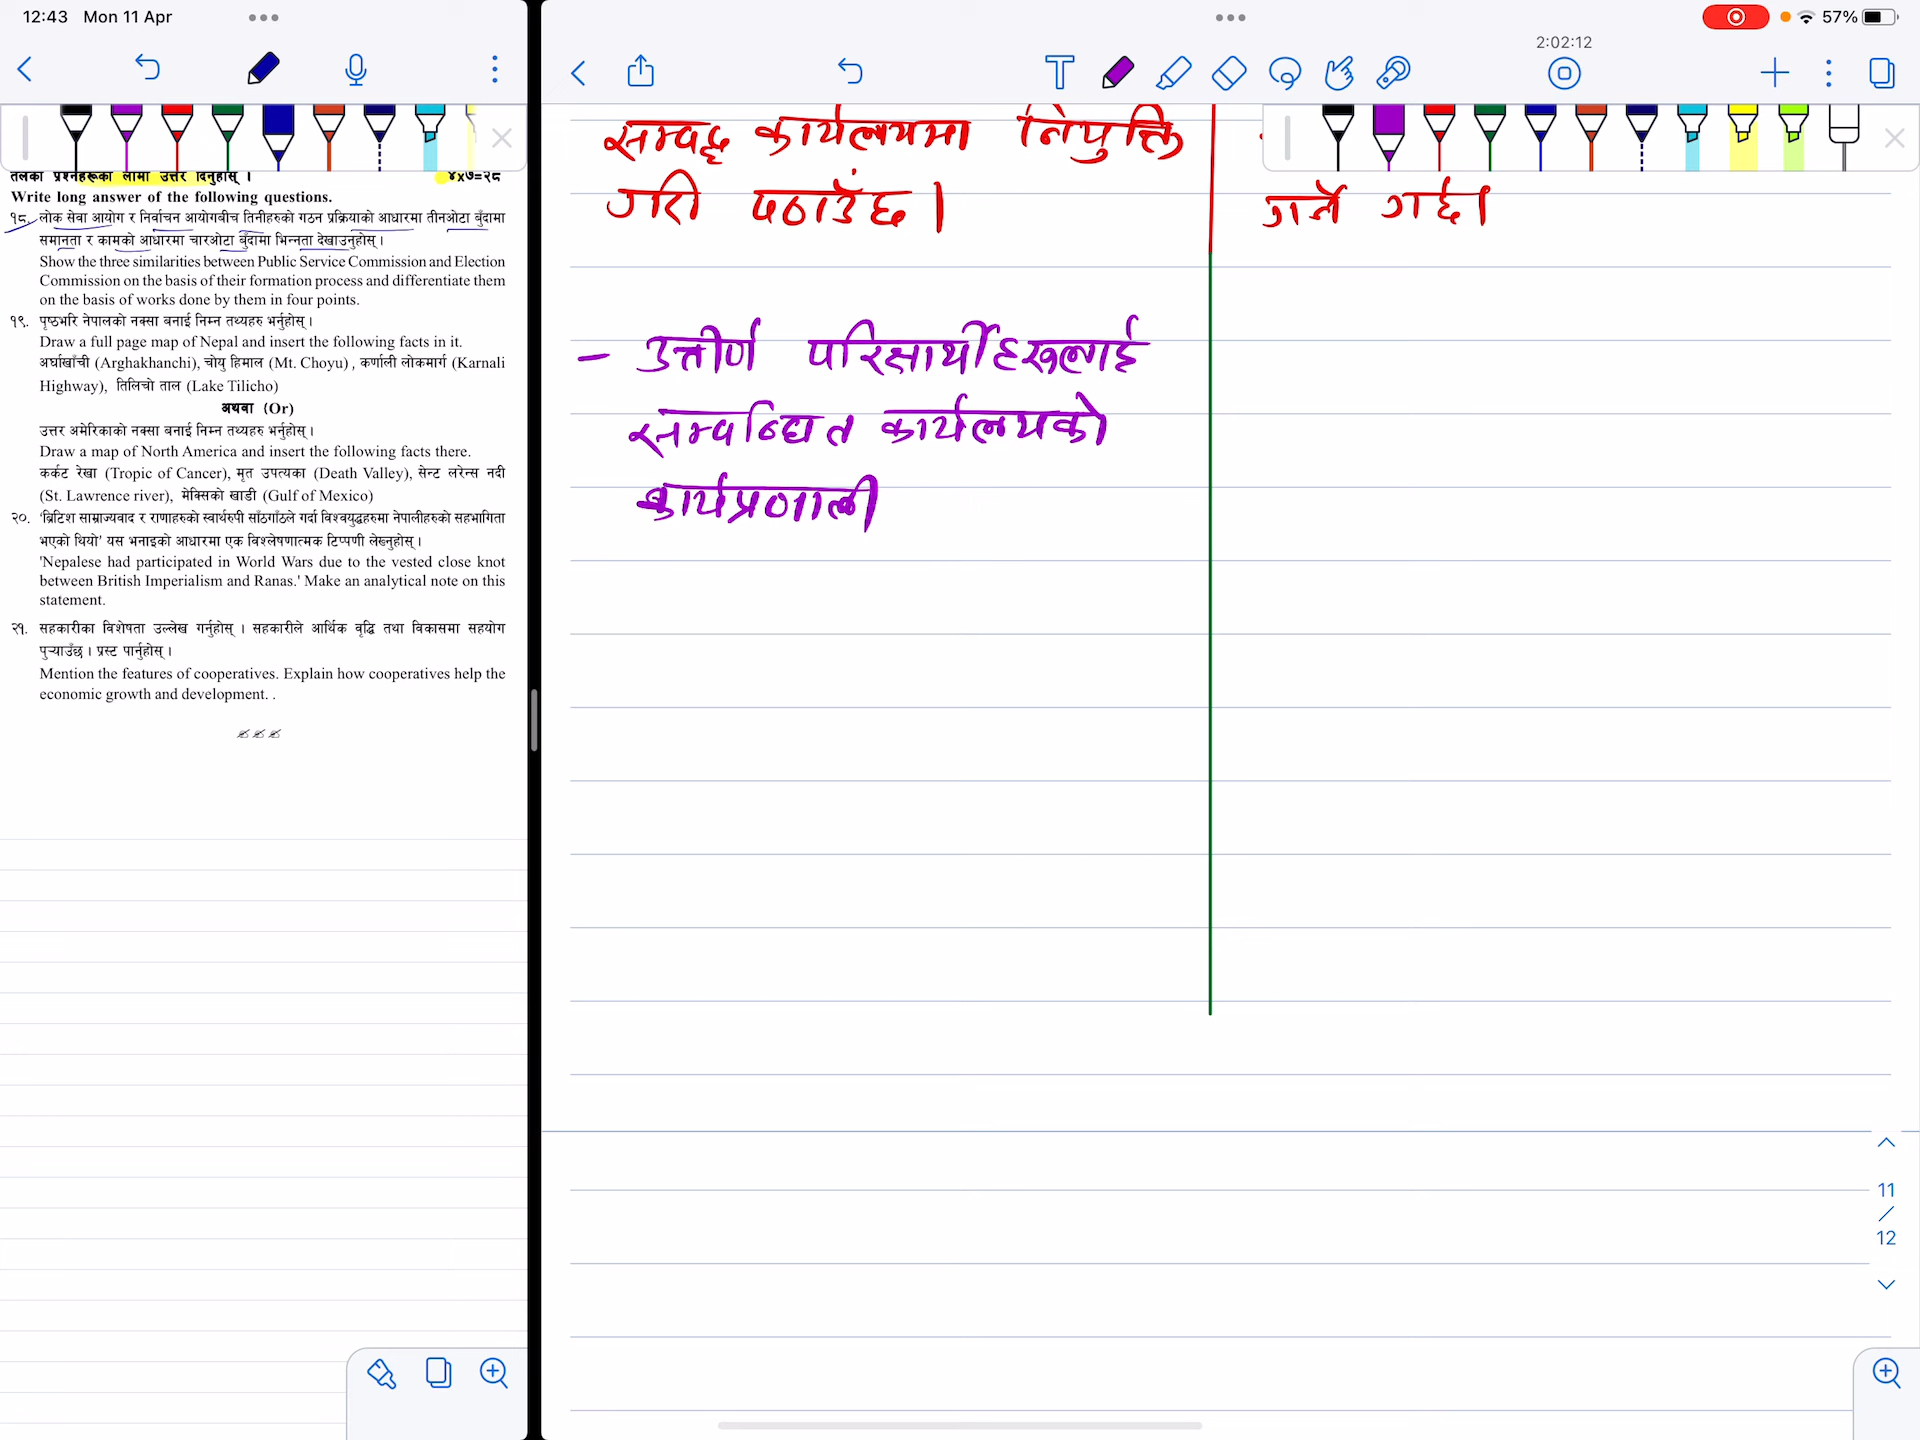 12:43 Mon 11 Apr
57%
2:02:12
तलका प्रश्नहरूका लामो उत्तर दिनुहोस् । ४x७=२८
Write long answer of the following questions.
१८. लोक सेवा आयोग र निर्वाचन आयोगबीच तिनीहरुको गठन प्रक्रियाको आधारमा तीनओटा बुँदामा
समानता र कामको आधारमा चारओटा बुँदामा भिन्नता देखाउनुहोस् ।
Show the three similarities between Public Service Commission and Election
Commission on the basis of their formation process and differentiate them
on the basis of works done by them in four points.
१९. पृष्ठभरि नेपालको नक्सा बनाई निम्न तथ्यहरु भर्नुहोस् ।
Draw a full page map of Nepal and insert the following facts in it.
अर्घाखाँची (Arghakhanchi), चोयु हिमाल (Mt. Choyu) , कर्णाली लोकमार्ग (Karnali
Highway), तिलिचो ताल (Lake Tilicho)
अथवा (Or)
उत्तर अमेरिकाको नक्सा बनाई निम्न तथ्यहरु भर्नुहोस् ।
Draw a map of North America and insert the following facts there.
कर्कट रेखा (Tropic of Cancer), मृत उपत्यका (Death Valley), सेन्ट लरेन्स नदी
(St. Lawrence river), मेक्सिको खाडी (Gulf of Mexico)
२०. 'ब्रिटिश साम्राज्यवाद र राणाहरुको स्वार्थरुपी साँठगाँठले गर्दा विश्वयुद्धहरुमा नेपालीहरुको सहभागिता
भएको थियो' यस भनाइको आधारमा एक विश्लेषणात्मक टिप्पणी लेख्नुहोस् ।
'Nepalese had participated in World Wars due to the vested close knot
between British Imperialism and Ranas.' Make an analytical note on this
statement.
२१. सहकारीका विशेषता उल्लेख गर्नुहोस् । सहकारीले आर्थिक वृद्धि तथा विकासमा सहयोग
पुऱ्याउँछ । प्रस्ट पार्नुहोस् ।
Mention the features of cooperatives. Explain how cooperatives help the
economic growth and development. .
सम्वद्ध कार्यलयमा नियुक्ति
गरी पठाउँछ ।
गर्ने गर्छ।
– उत्तीर्ण परिक्षार्थीहरूलाई
सम्वन्धित कार्यलयको
कार्यप्रणाली
11
/
12